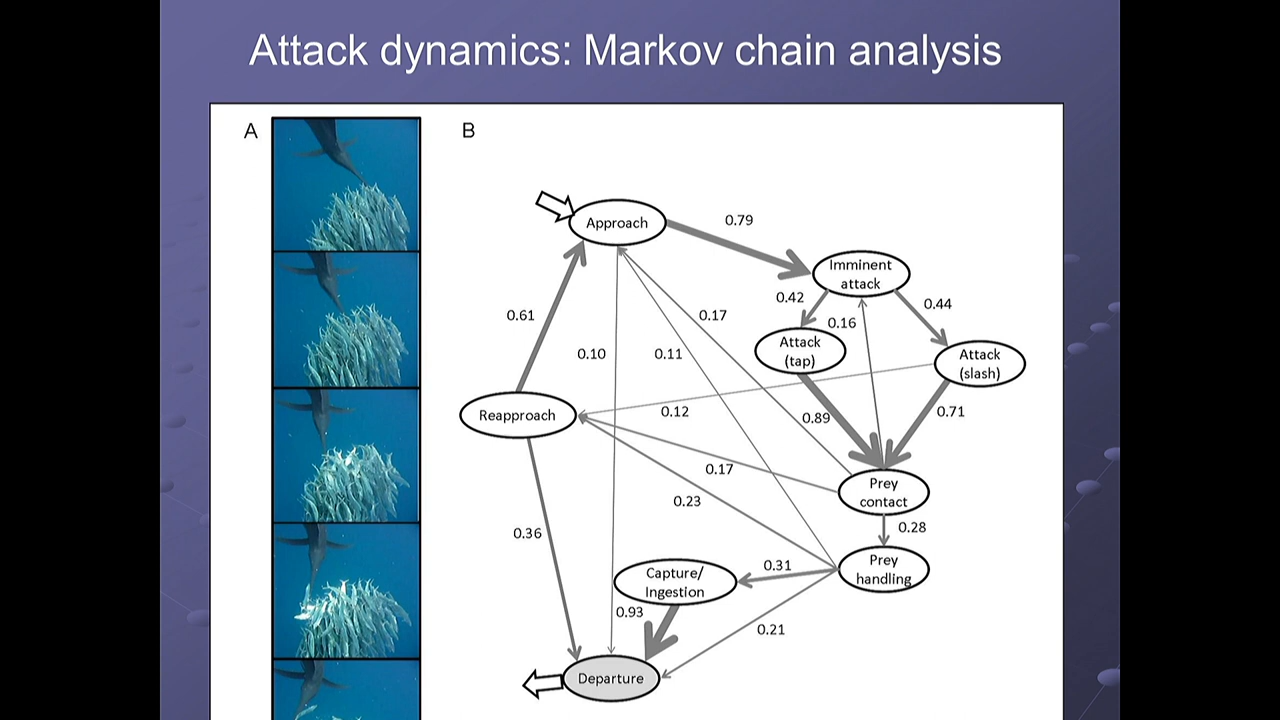 Attack dynamics: Markov chain analysis
A
B
Approach
0.79
Imminent
attack
0.42
0.44
0.16
0.61
0.17
0.10
0.11
Attack
(tap)
Attack
(slash)
Reapproach
0.12
0.89
0.71
0.17
Prey
contact
0.23
0.28
0.36
Prey
handling
0.31
Capture/
Ingestion
0.93
0.21
Departure